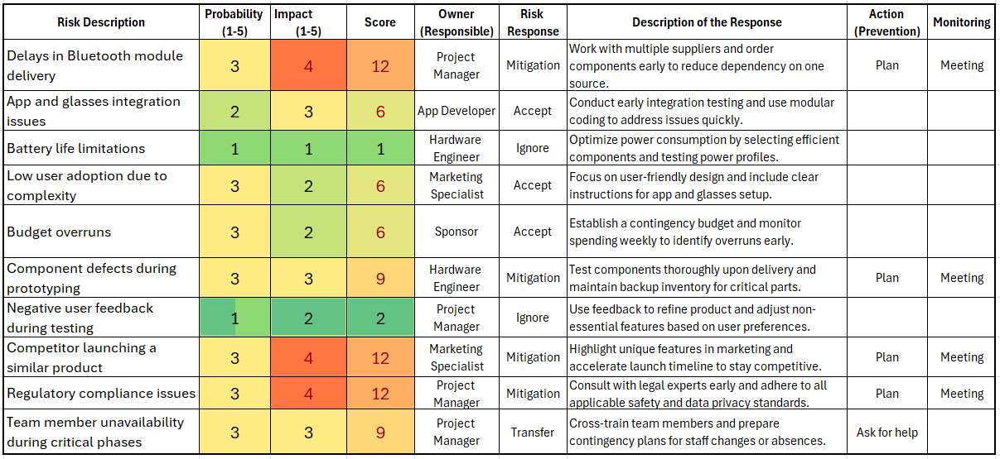 Risk Description
Probability
(1-5)
Impact
(1-5)
Score
Owner
(Responsible)
Risk
Response
Description of the Response
Action
(Prevention)
Monitoring
Delays in Bluetooth module
delivery
3
4
12
Project
Manager
Mitigation
Work with multiple suppliers and order
components early to reduce dependency on one
source.
Plan
Meeting
App and glasses integration
issues
2
3
6
App Developer
Accept
Conduct early integration testing and use modular
coding to address issues quickly.
Battery life limitations
1
1
1
Hardware
Engineer
Ignore
Optimize power consumption by selecting efficient
components and testing power profiles.
Low user adoption due to
complexity
3
2
6
Marketing
Specialist
Accept
Focus on user-friendly design and include clear
instructions for app and glasses setup.
Budget overruns
3
2
6
Sponsor
Accept
Establish a contingency budget and monitor
spending weekly to identify overruns early.
Component defects during
prototyping
3
3
9
Hardware
Engineer
Mitigation
Test components thoroughly upon delivery and
maintain backup inventory for critical parts.
Plan
Meeting
Negative user feedback
during testing
1
2
2
Project
Manager
Ignore
Use feedback to refine product and adjust non-
essential features based on user preferences.
Competitor launching a
similar product
3
4
12
Marketing
Specialist
Mitigation
Highlight unique features in marketing and
accelerate launch timeline to stay competitive.
Plan
Meeting
Regulatory compliance issues
3
4
12
Project
Manager
Mitigation
Consult with legal experts early and adhere to all
applicable safety and data privacy standards.
Plan
Meeting
Team member unavailability
during critical phases
3
3
9
Project
Manager
Transfer
Cross-train team members and prepare
contingency plans for staff changes or absences.
Ask for help